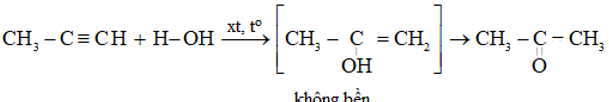 CH₃ – C ≡ CH + H–OH xt, t° → [CH₃ – C = CH₂] → CH₃ – C – CH₃
OH O
không bền